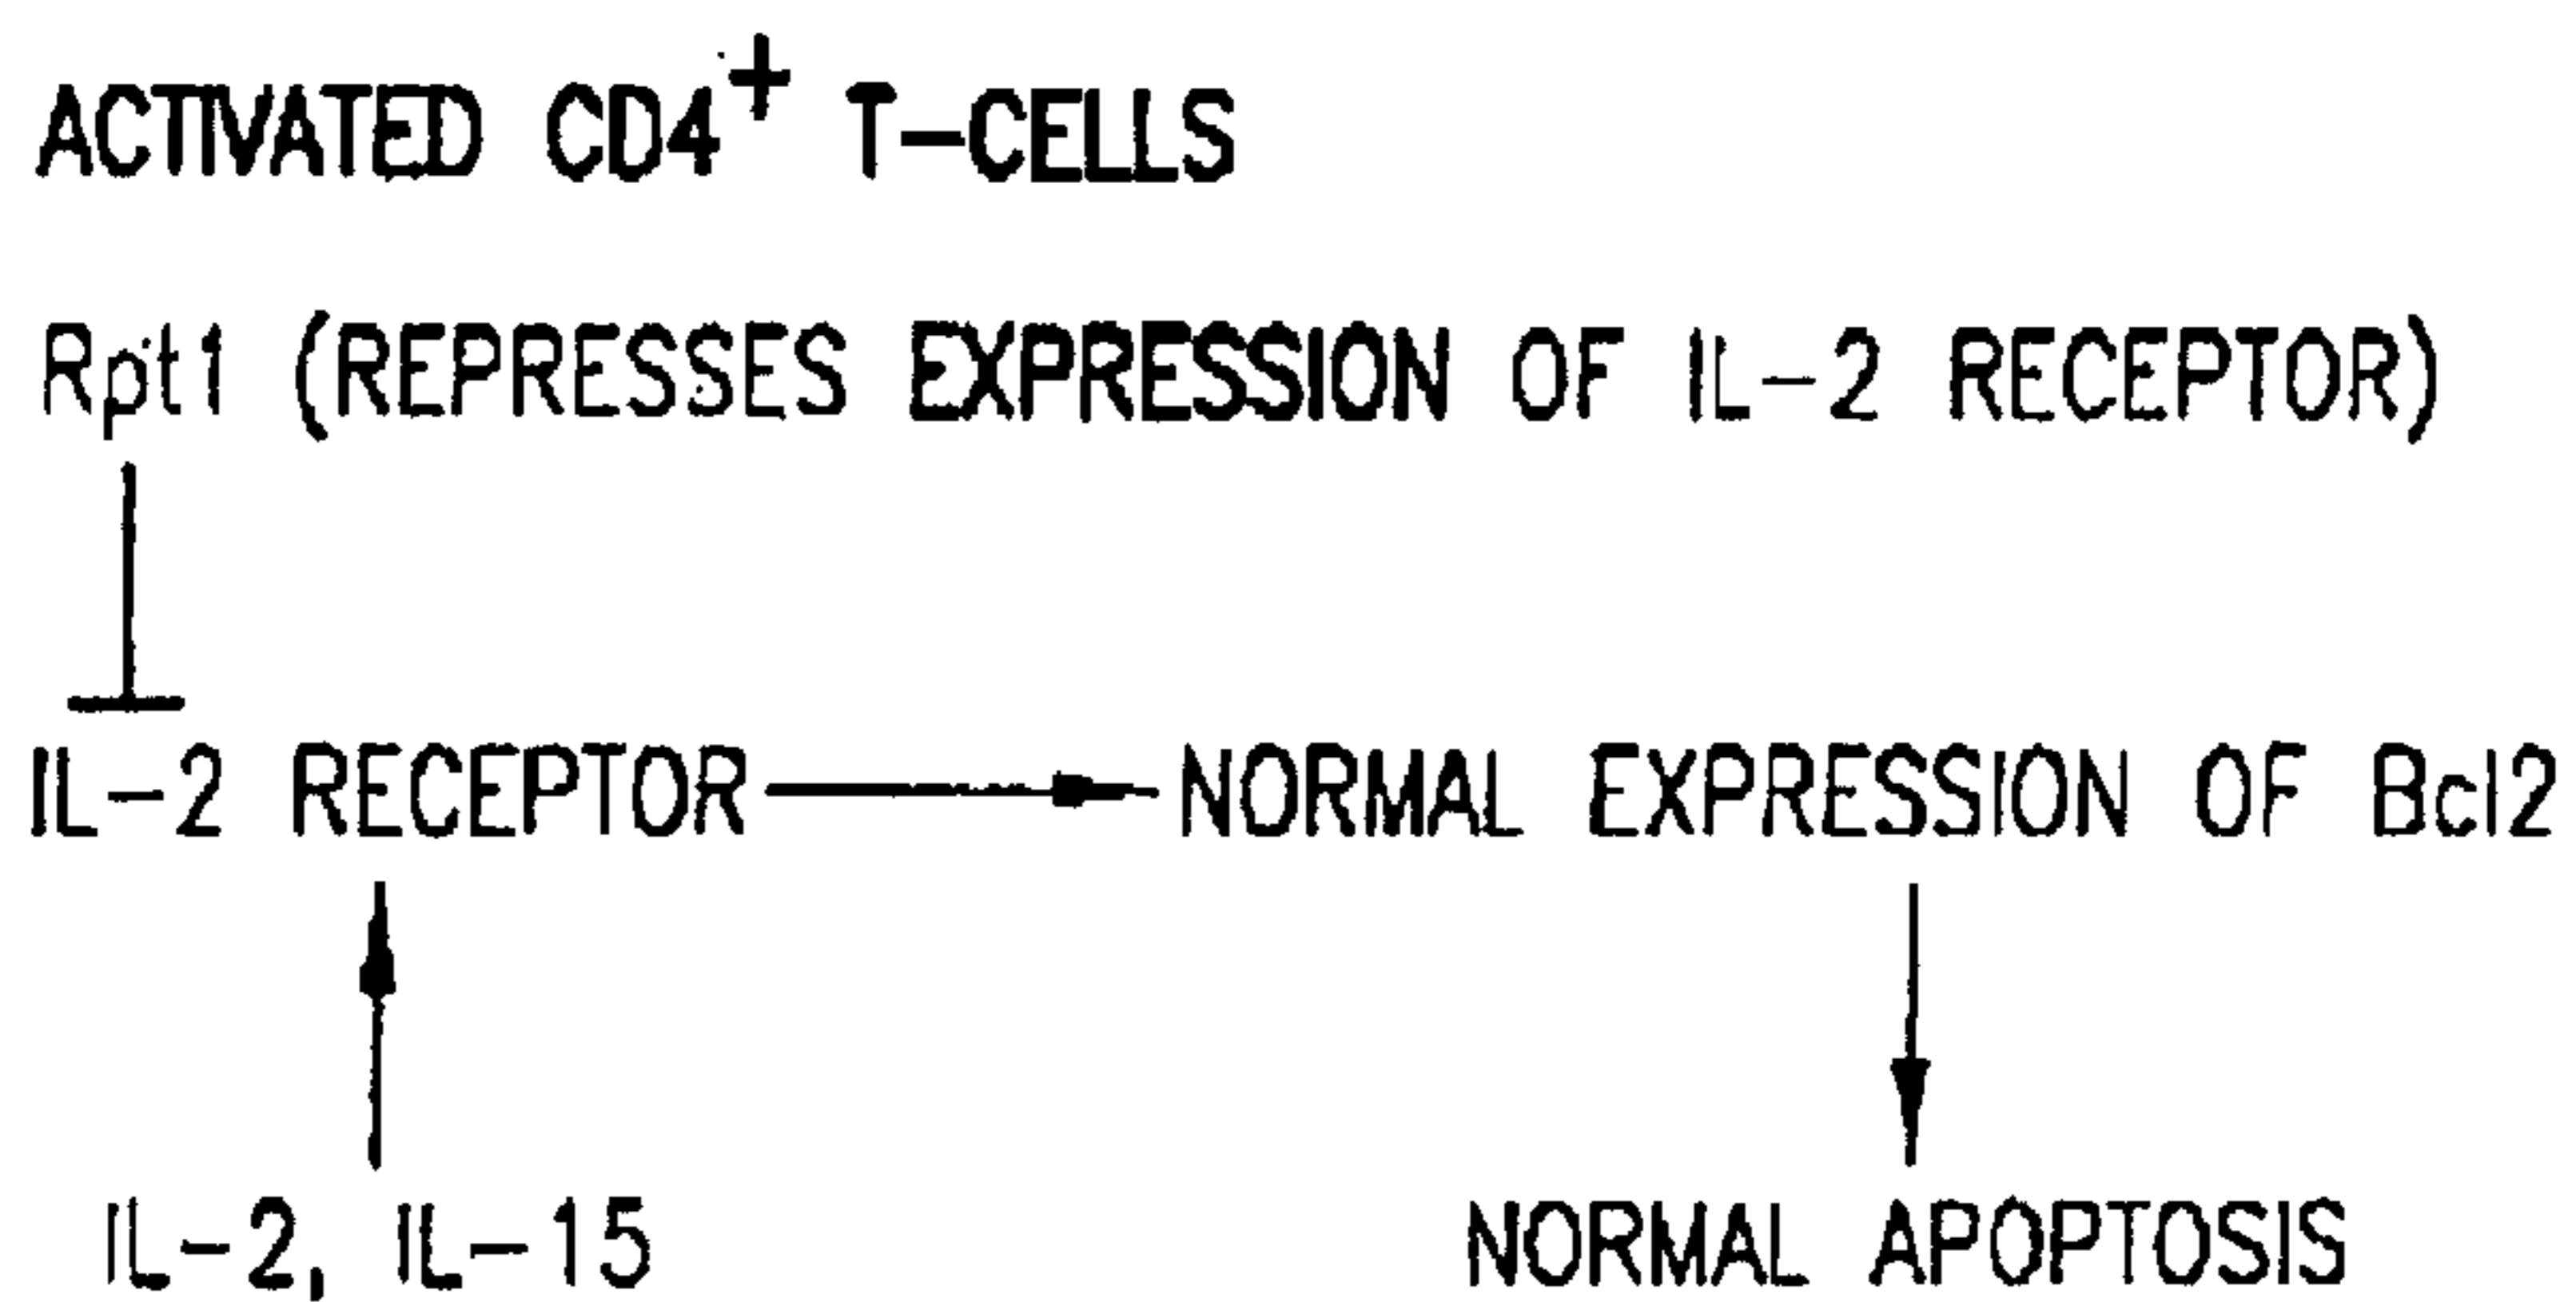 ACTIVATED CD4+ T-CELLS
Rpt1 (REPRESSES EXPRESSION OF IL-2 RECEPTOR)
IL-2 RECEPTOR NORMAL EXPRESSION OF Bcl2
IL-2, IL-15 NORMAL APOPTOSIS